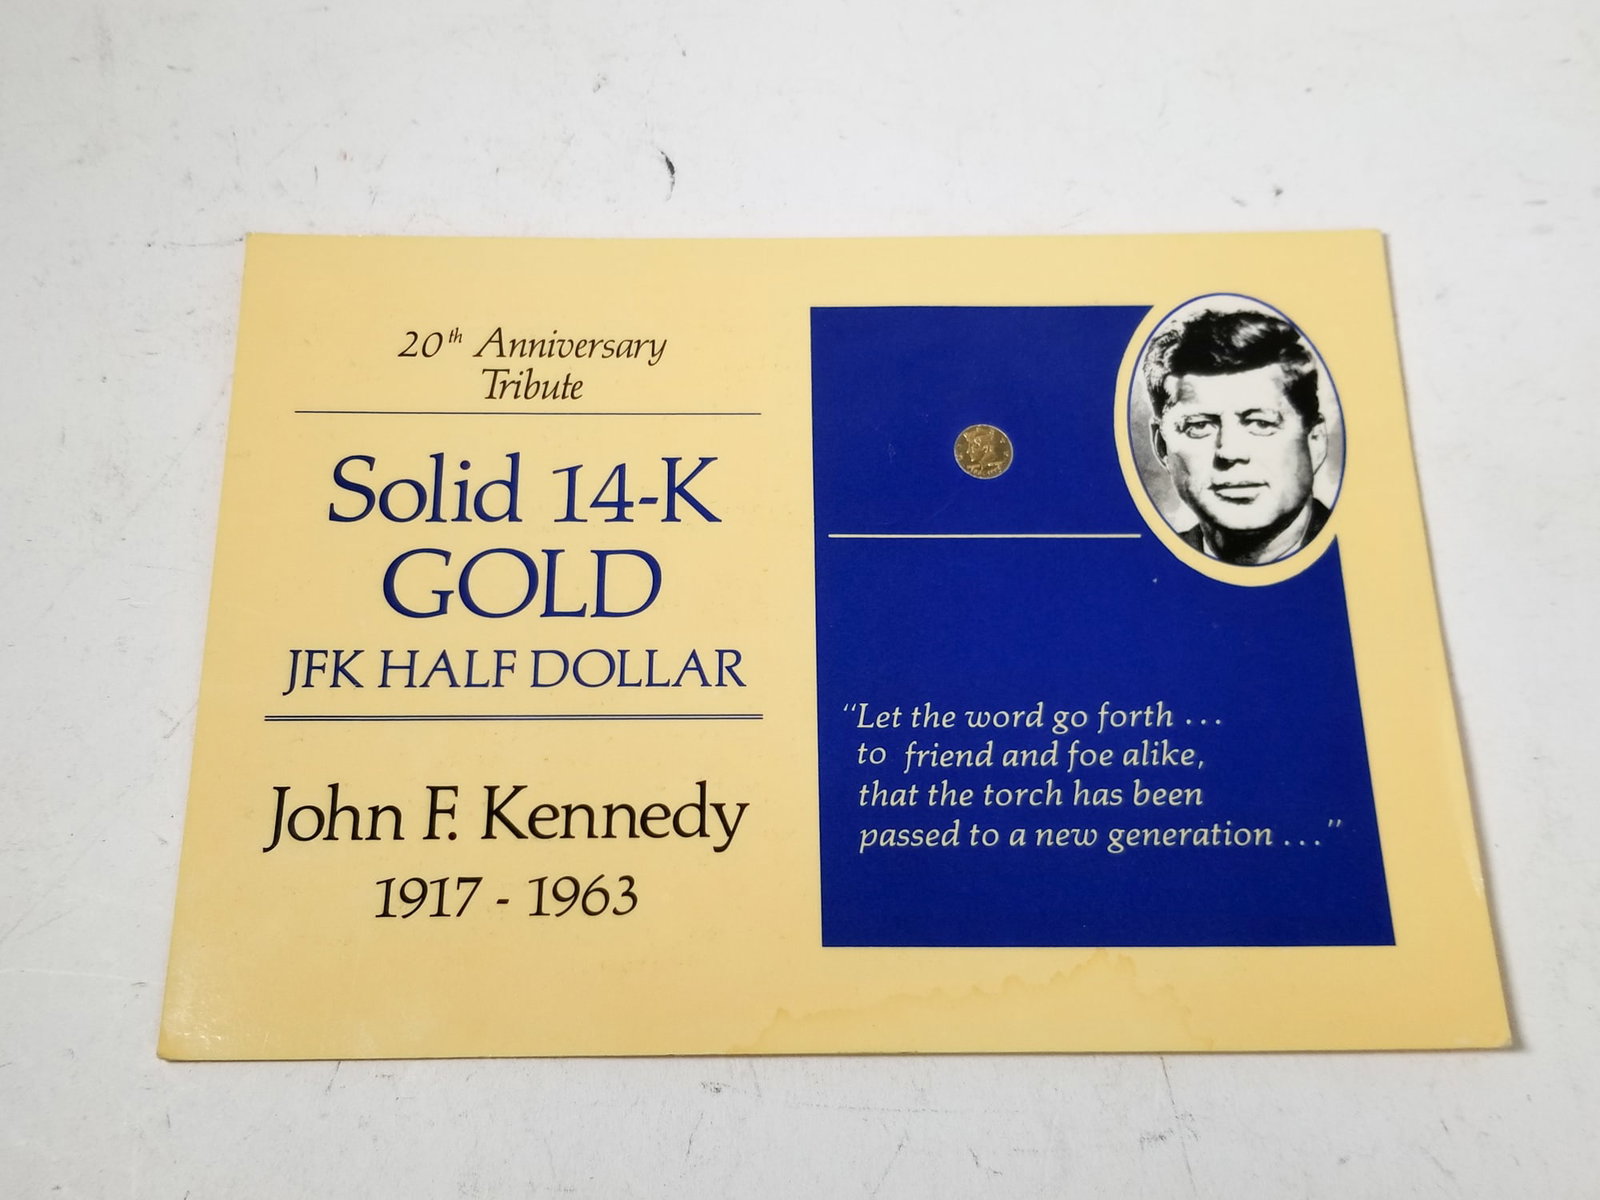 20th Anniversary
Tribute
Solid 14-K
GOLD
JFK HALF DOLLAR
John F. Kennedy
1917 - 1963
“Let the word go forth . . .
to friend and foe alike,
that the torch has been
passed to a new generation . . .”